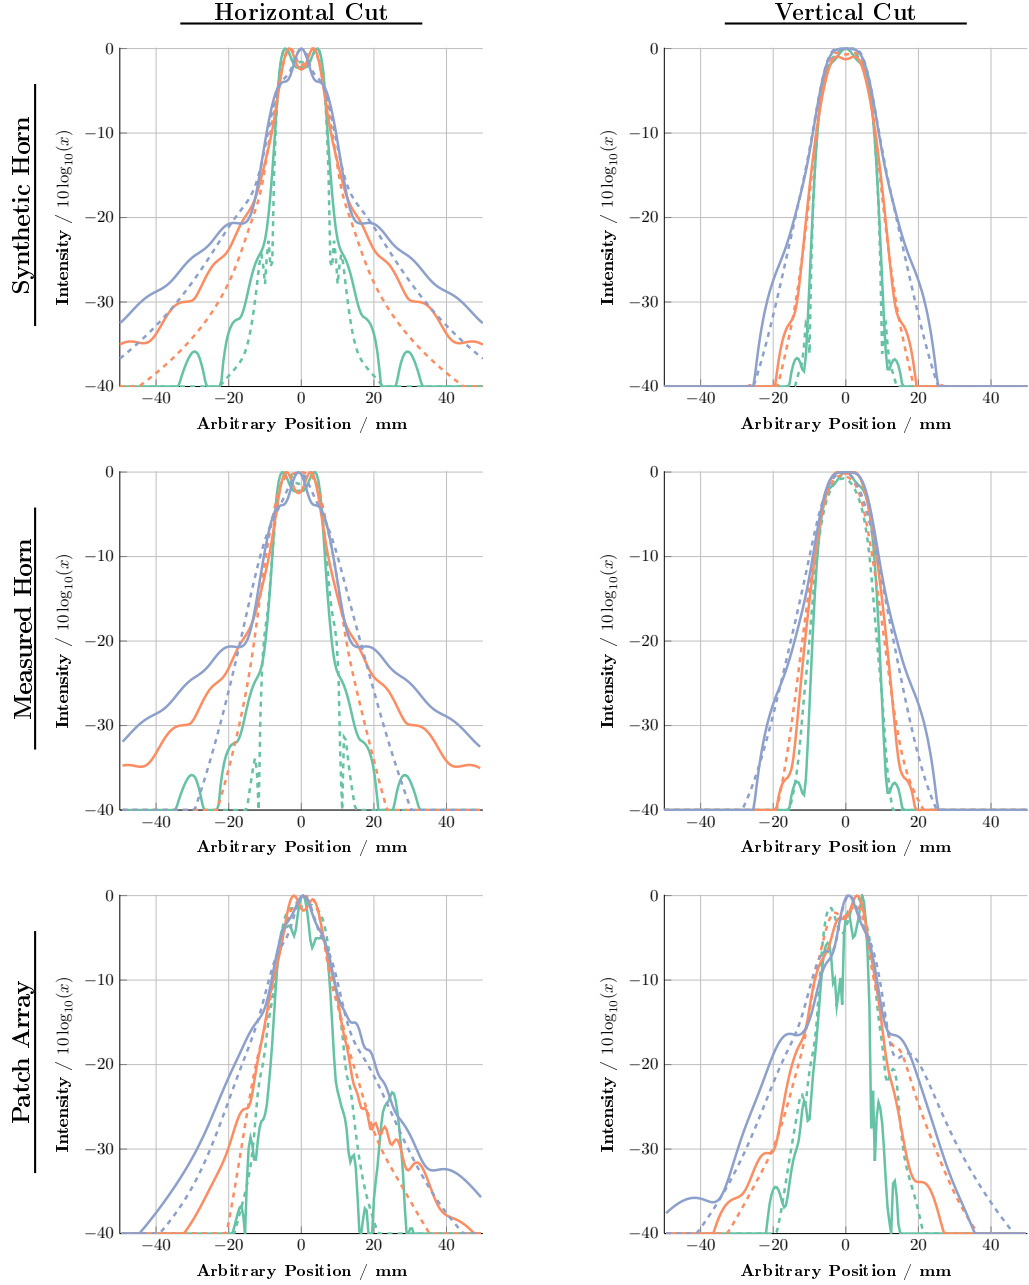 Horizontal Cut
Vertical Cut
Synthetic Horn
Intensity / 10 log10(x)
0
−10
−20
−30
−40
−40 −20 0 20 40
Arbitrary Position / mm
Intensity / 10 log10(x)
0
−10
−20
−30
−40
−40 −20 0 20 40
Arbitrary Position / mm
Measured Horn
Intensity / 10 log10(x)
0
−10
−20
−30
−40
−40 −20 0 20 40
Arbitrary Position / mm
Intensity / 10 log10(x)
0
−10
−20
−30
−40
−40 −20 0 20 40
Arbitrary Position / mm
Patch Array
Intensity / 10 log10(x)
0
−10
−20
−30
−40
−40 −20 0 20 40
Arbitrary Position / mm
Intensity / 10 log10(x)
0
−10
−20
−30
−40
−40 −20 0 20 40
Arbitrary Position / mm